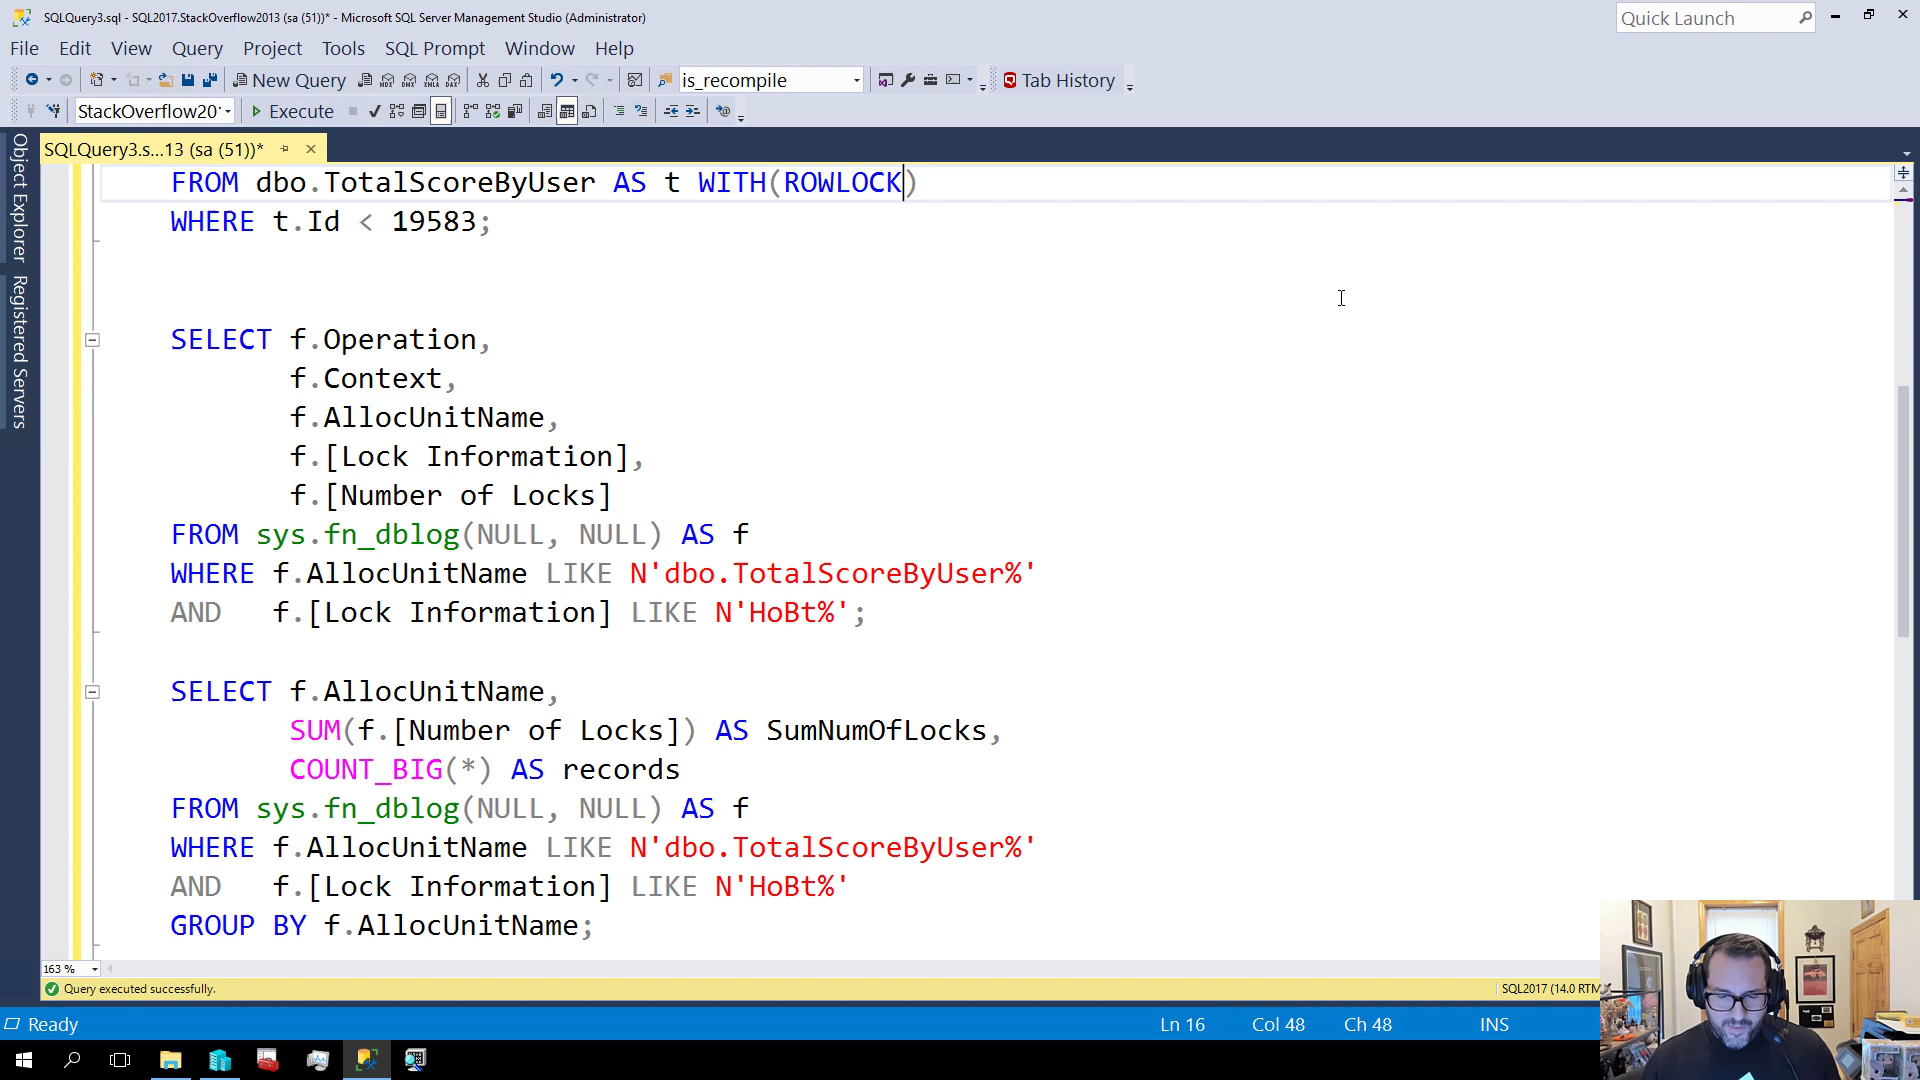 SQLQuery3.sql - SQL2017.StackOverflow2013 (sa (51))* - Microsoft SQL Server Management Studio (Administrator)
Quick Launch
File Edit View Query Project Tools SQL Prompt Window Help
New Query
is_recompile
Tab History
StackOverflow20'
Execute
SQLQuery3.s...13 (sa (51))*
Object Explorer
Registered Servers
FROM dbo.TotalScoreByUser AS t WITH(ROWLOCK)
WHERE t.Id < 19583;
SELECT f.Operation,
f.Context,
f.AllocUnitName,
f.[Lock Information],
f.[Number of Locks]
FROM sys.fn_dblog(NULL, NULL) AS f
WHERE f.AllocUnitName LIKE N'dbo.TotalScoreByUser%'
AND f.[Lock Information] LIKE N'HoBt%';
SELECT f.AllocUnitName,
SUM(f.[Number of Locks]) AS SumNumOfLocks,
COUNT_BIG(*) AS records
FROM sys.fn_dblog(NULL, NULL) AS f
WHERE f.AllocUnitName LIKE N'dbo.TotalScoreByUser%'
AND f.[Lock Information] LIKE N'HoBt%'
GROUP BY f.AllocUnitName;
163 %
Query executed successfully.
SQL2017 (14.0 RTM
Ready
Ln 16 Col 48 Ch 48 INS